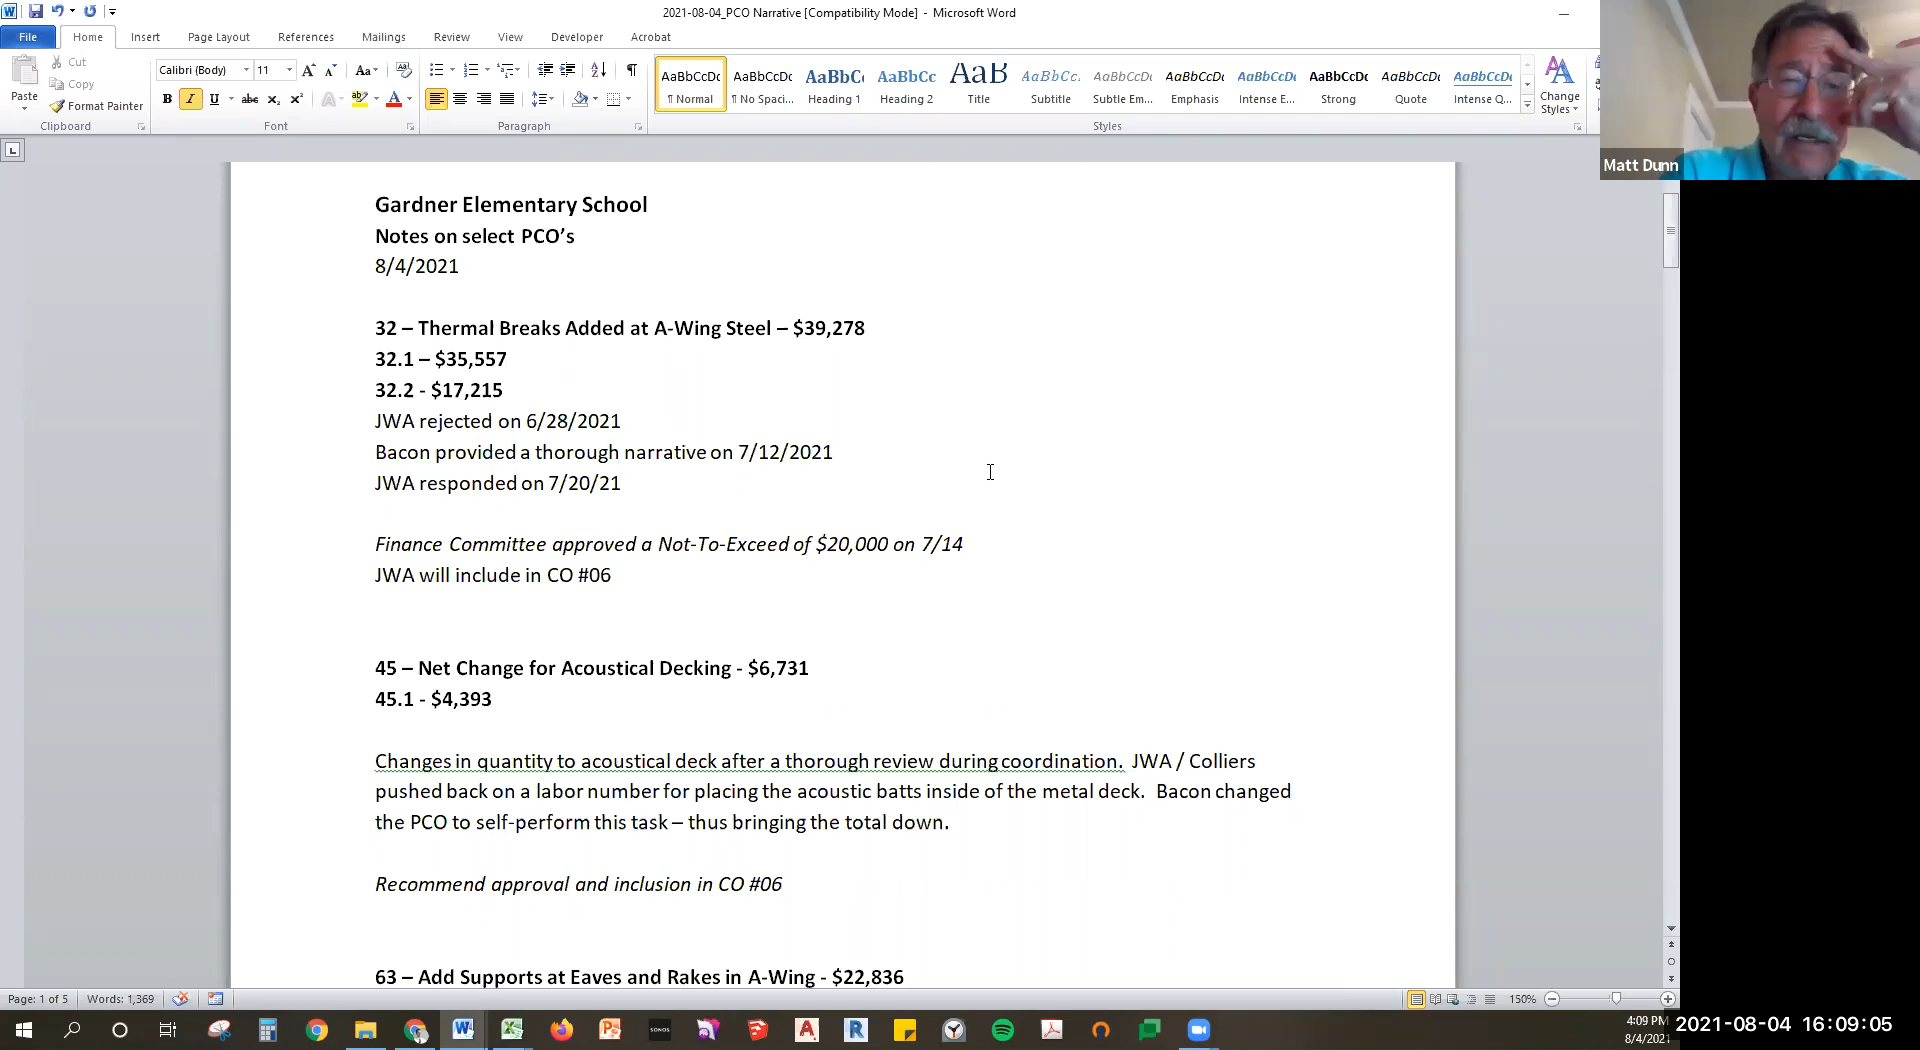 2021-08-04_PCO Narrative [Compatibility Mode] - Microsoft Word
File Home Insert Page Layout References Mailings Review View Developer Acrobat
Paste
Cut
Copy
Format Painter
Clipboard
Calibri (Body) 11
Font
Paragraph
AaBbCcDc AaBbCcDc AaBbCc AaBbCc AaB AaBbCc. AaBbCcDc AaBbCcDc AaBbCcDc AaBbCcDc AaBbCcDc AaBbCcDc
¶ Normal ¶ No Spaci... Heading 1 Heading 2 Title Subtitle Subtle Em... Emphasis Intense E... Strong Quote Intense Q...
Change Styles
Styles
Matt Dunn
Gardner Elementary School
Notes on select PCO’s
8/4/2021
32 – Thermal Breaks Added at A-Wing Steel – $39,278
32.1 – $35,557
32.2 - $17,215
JWA rejected on 6/28/2021
Bacon provided a thorough narrative on 7/12/2021
JWA responded on 7/20/21
Finance Committee approved a Not-To-Exceed of $20,000 on 7/14
JWA will include in CO #06
45 – Net Change for Acoustical Decking - $6,731
45.1 - $4,393
Changes in quantity to acoustical deck after a thorough review during coordination. JWA / Colliers
pushed back on a labor number for placing the acoustic batts inside of the metal deck. Bacon changed
the PCO to self-perform this task – thus bringing the total down.
Recommend approval and inclusion in CO #06
63 – Add Supports at Eaves and Rakes in A-Wing - $22,836
Page: 1 of 5 Words: 1,369 150%
SONOS
4:09 PM
8/4/2021
2021-08-04 16:09:05